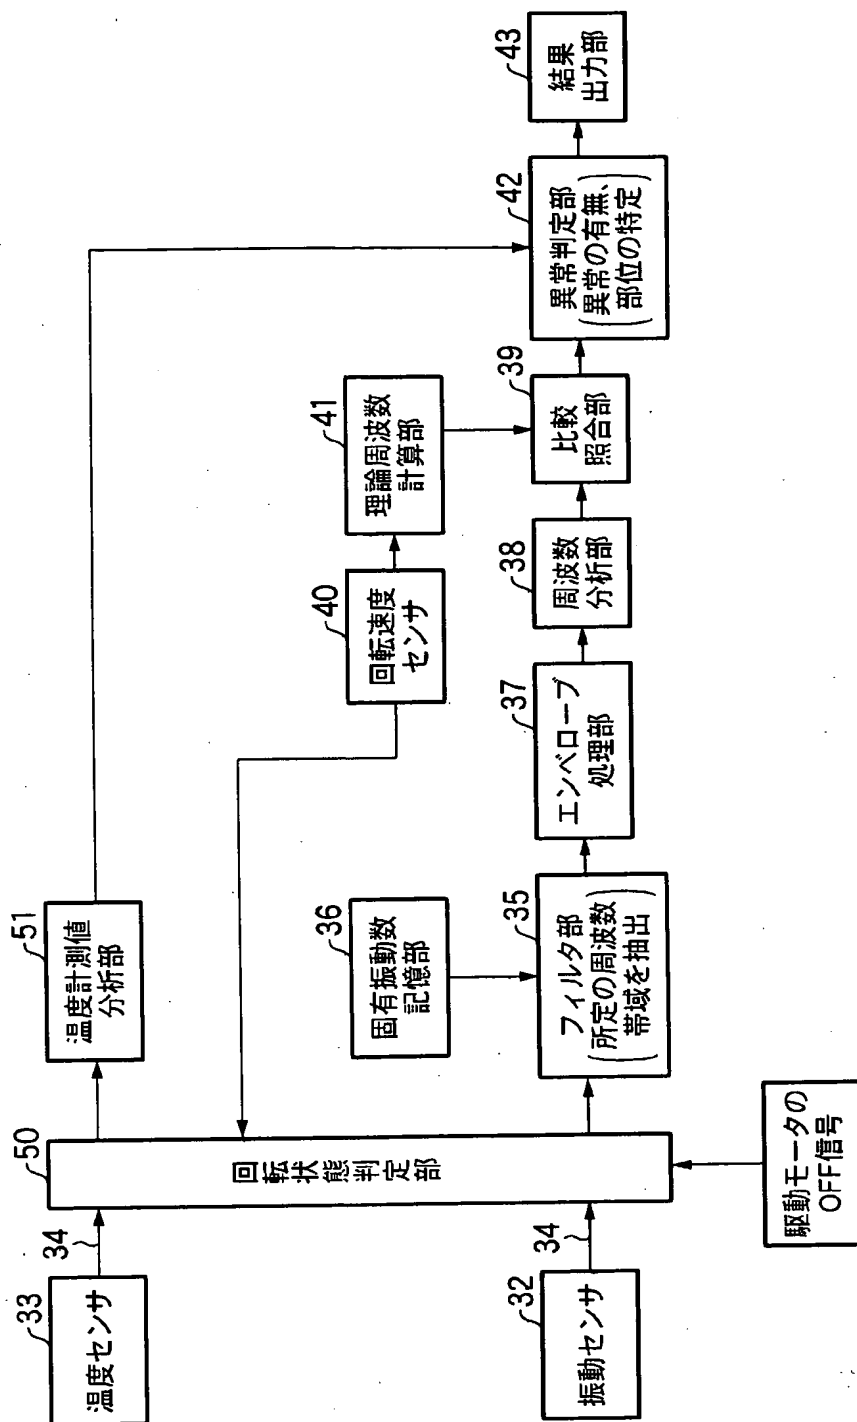 33
温度センサ
34
32
振動センサ
34
50
回転状態判定部
駆動モータの
OFF信号
51
温度計測値
分析部
36
固有振動数
記憶部
35
フィルタ部
(所定の周波数
帯域を抽出)
37
エンベロープ
処理部
40
回転速度
センサ
41
理論周波数
計算部
38
周波数
分析部
39
比較
照合部
42
異常判定部
(異常の有無、
部位の特定)
43
結果
出力部